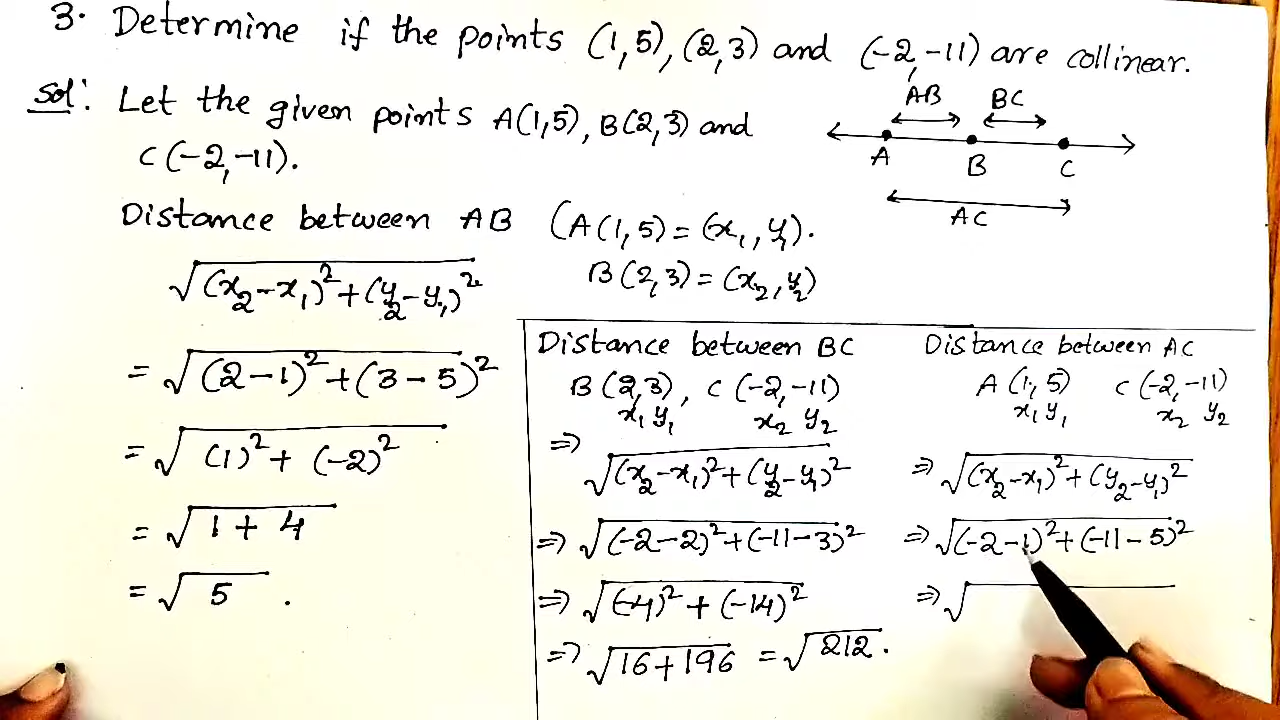 3. Determine if the points (1,5), (2,3) and (-2,-11) are collinear.
Sol: Let the given points A(1,5), B(2,3) and
C(-2,-11).
AB BC
A B C
AC
Distance between AB (A(1,5) = (x₁,y₁).
B(2,3) = (x₂,y₂)
√(x₂-x₁)²+(y₂-y₁)²
= √(2-1)²+(3-5)²
= √(1)²+(-2)²
= √1+4
= √5.
Distance between BC
B(2,3), C(-2,-11)
x₁ y₁ x₂ y₂
⇒ √(x₂-x₁)²+(y₂-y₁)²
⇒ √(-2-2)²+(-11-3)²
⇒ √(-4)²+(-14)²
⇒ √16+196 = √212.
Distance between AC
A(1,5) C(-2,-11)
x₁ y₁ x₂ y₂
⇒ √(x₂-x₁)²+(y₂-y₁)²
⇒ √(-2-1)²+(-11-5)²
⇒ √